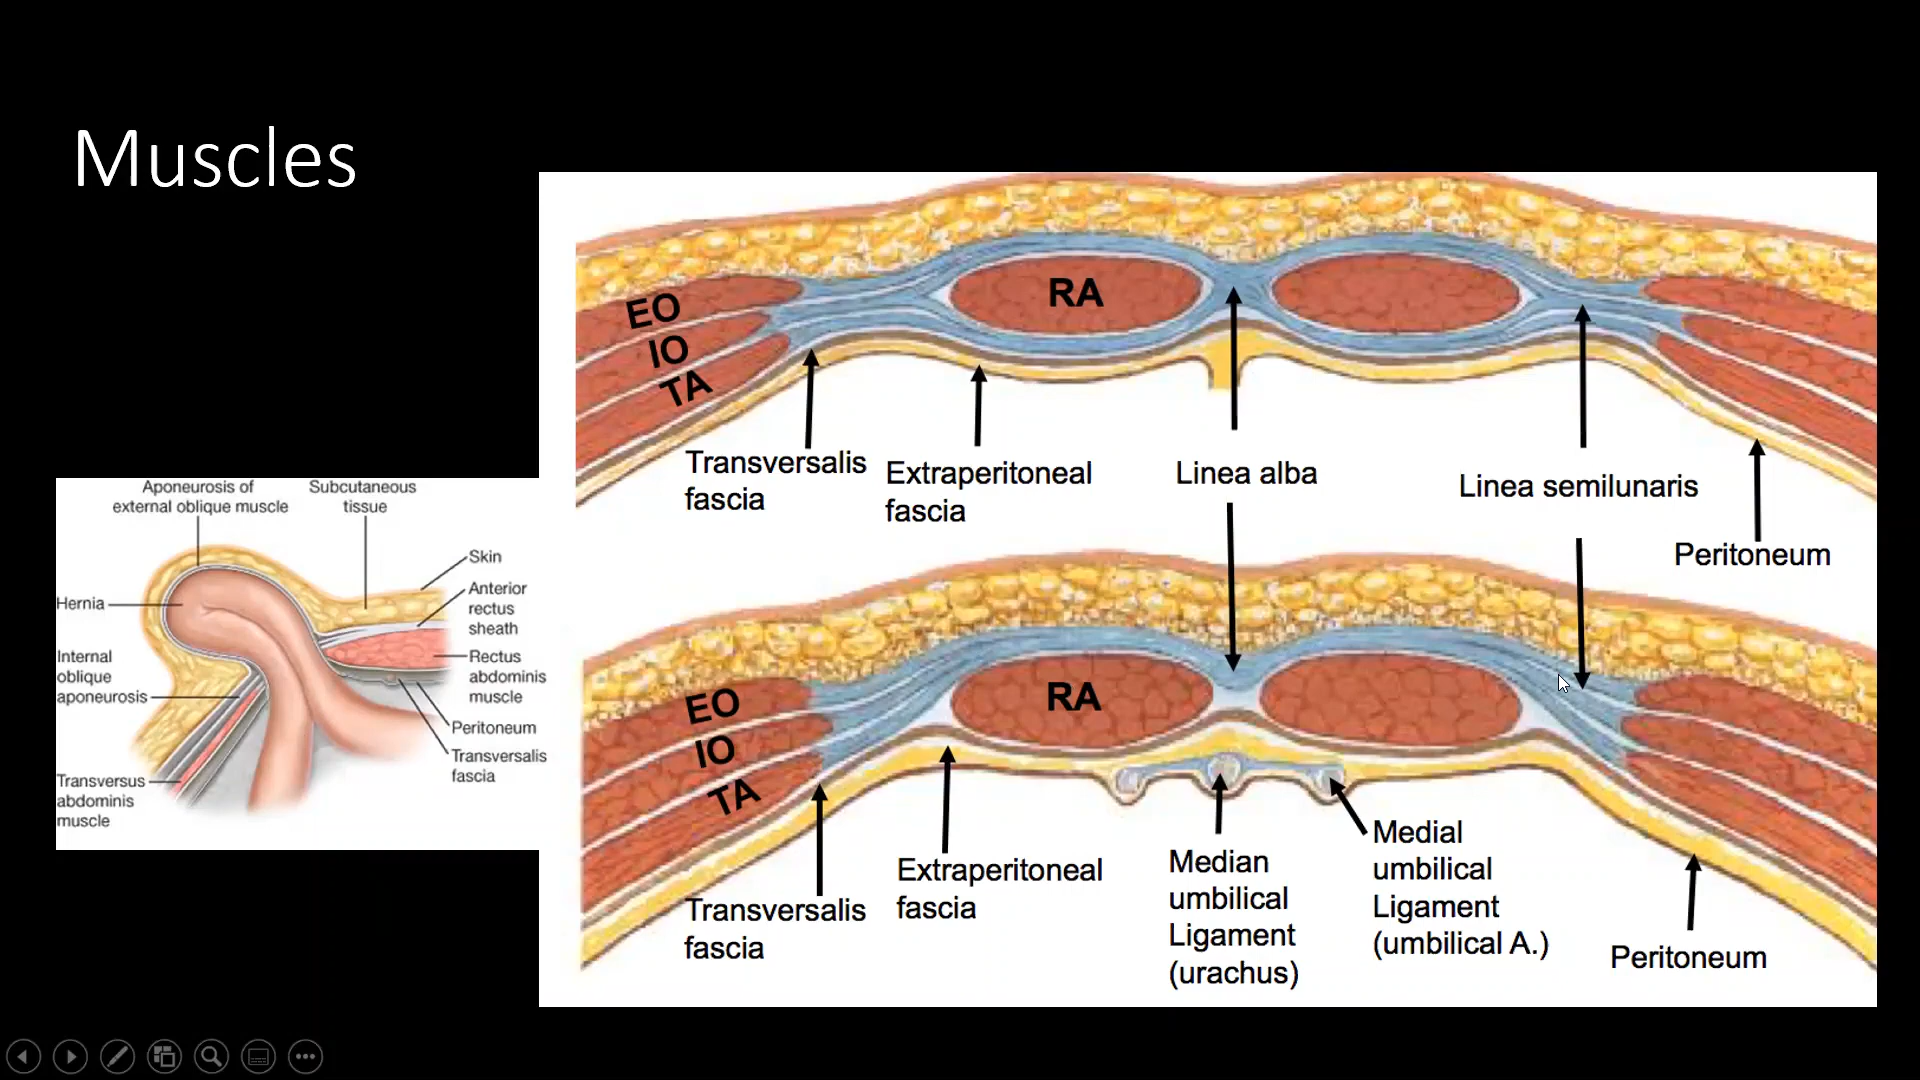 Muscles
Aponeurosis of
external oblique muscle
Subcutaneous
tissue
Skin
Anterior
rectus
sheath
Hernia
Internal
oblique
aponeurosis
Rectus
abdominis
muscle
Peritoneum
Transversalis
fascia
Transversus
abdominis
muscle
EO
IO
TA
RA
Transversalis
fascia
Extraperitoneal
fascia
Linea alba
Linea semilunaris
Peritoneum
EO
IO
TA
RA
Transversalis
fascia
Extraperitoneal
fascia
Median
umbilical
Ligament
(urachus)
Medial
umbilical
Ligament
(umbilical A.)
Peritoneum